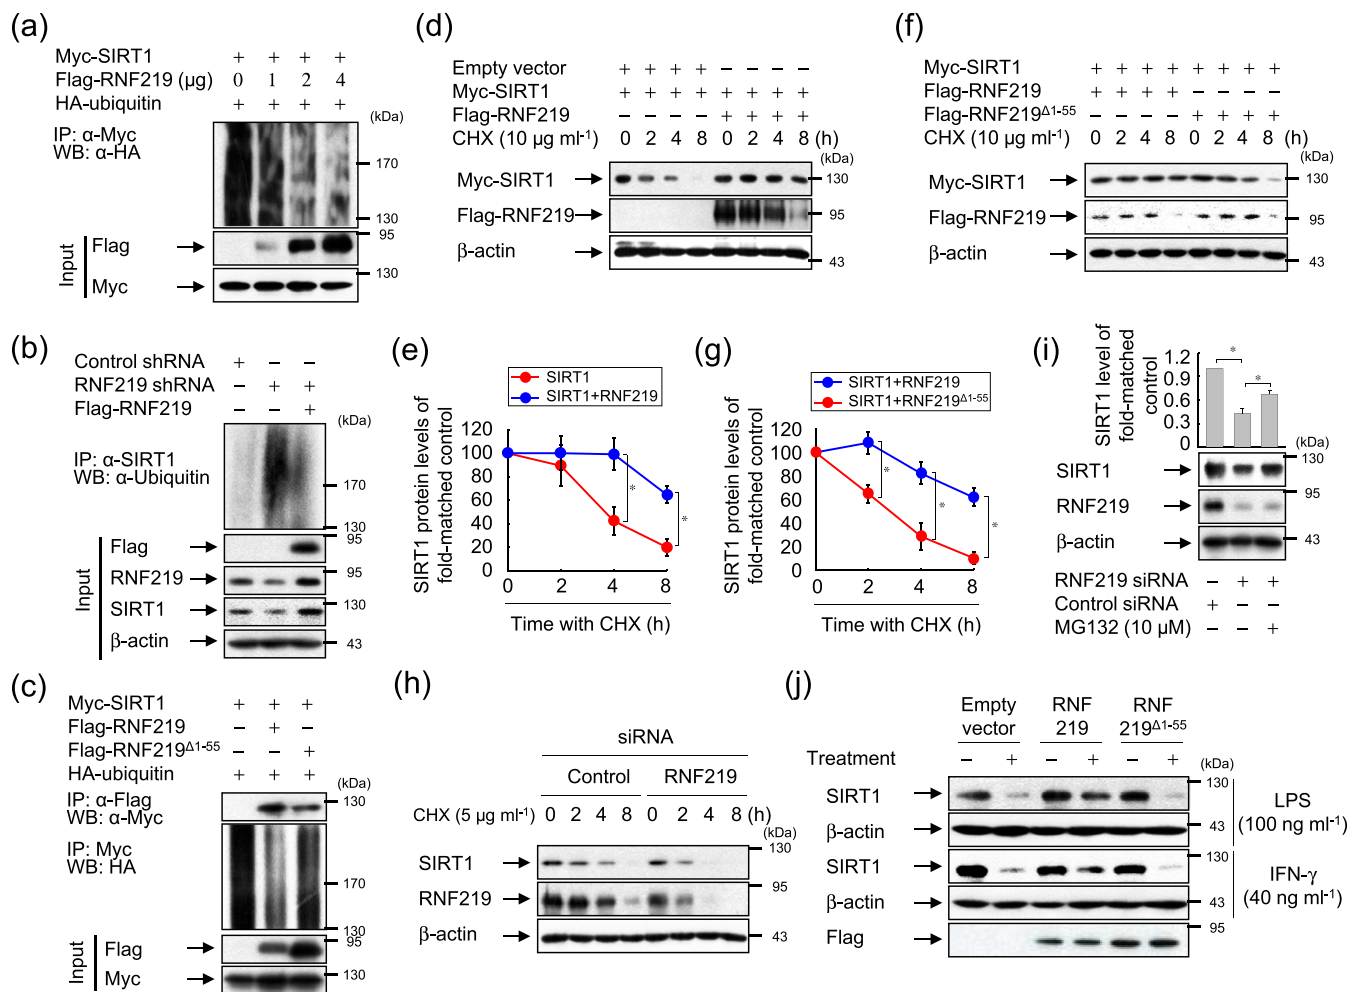 (a)
Myc-SIRT1 + + + +
Flag-RNF219 (µg) 0 1 2 4
HA-ubiquitin + + + +
(kDa)
IP: α-Myc
WB: α-HA
170
130
Input
Flag 95
Myc 130
(b)
Control shRNA + – –
RNF219 shRNA – + +
Flag-RNF219 – – +
IP: α-SIRT1
WB: α-Ubiquitin
170
130
Input
Flag 95
RNF219 95
SIRT1 130
β-actin 43
(c)
Myc-SIRT1 + + +
Flag-RNF219 – + –
Flag-RNF219Δ1-55 – – +
HA-ubiquitin + + +
(kDa)
IP: α-Flag
WB: α-Myc
130
IP: Myc
WB: HA
170
130
Input
Flag 95
Myc 130
(d)
Empty vector + + + + – – – –
Myc-SIRT1 + + + + + + + +
Flag-RNF219 – – – – + + + +
CHX (10 µg ml-1) 0 2 4 8 0 2 4 8 (h)
(kDa)
Myc-SIRT1 130
Flag-RNF219 95
β-actin 43
(e)
SIRT1
SIRT1+RNF219
SIRT1 protein levels of
fold-matched control
140
120
100
80
60
40
20
0
* *
0 2 4 8
Time with CHX (h)
(f)
Myc-SIRT1 + + + + + + + +
Flag-RNF219 + + + + – – – –
Flag-RNF219Δ1-55 – – – – + + + +
CHX (10 µg ml-1) 0 2 4 8 0 2 4 8 (h)
(kDa)
Myc-SIRT1 130
Flag-RNF219 95
β-actin 43
(g)
SIRT1+RNF219
SIRT1+RNF219Δ1-55
SIRT1 protein levels of
fold-matched control
120
100
80
60
40
20
0
* * *
0 2 4 8
Time with CHX (h)
(h)
siRNA
Control RNF219
CHX (5 µg ml-1) 0 2 4 8 0 2 4 8 (h)
(kDa)
SIRT1 130
RNF219 95
β-actin 43
(i)
SIRT1 level of
fold-matched
control
1.2
0.9
0.6
0.3
0
* *
(kDa)
SIRT1 130
RNF219 95
β-actin 43
RNF219 siRNA – + +
Control siRNA + – –
MG132 (10 µM) – – +
(j)
Empty
vector
RNF
219
RNF
219Δ1-55
Treatment – + – + – +
(kDa)
SIRT1 130
β-actin 43
LPS
(100 ng ml-1)
SIRT1 130
β-actin 43
IFN-γ
(40 ng ml-1)
Flag 95